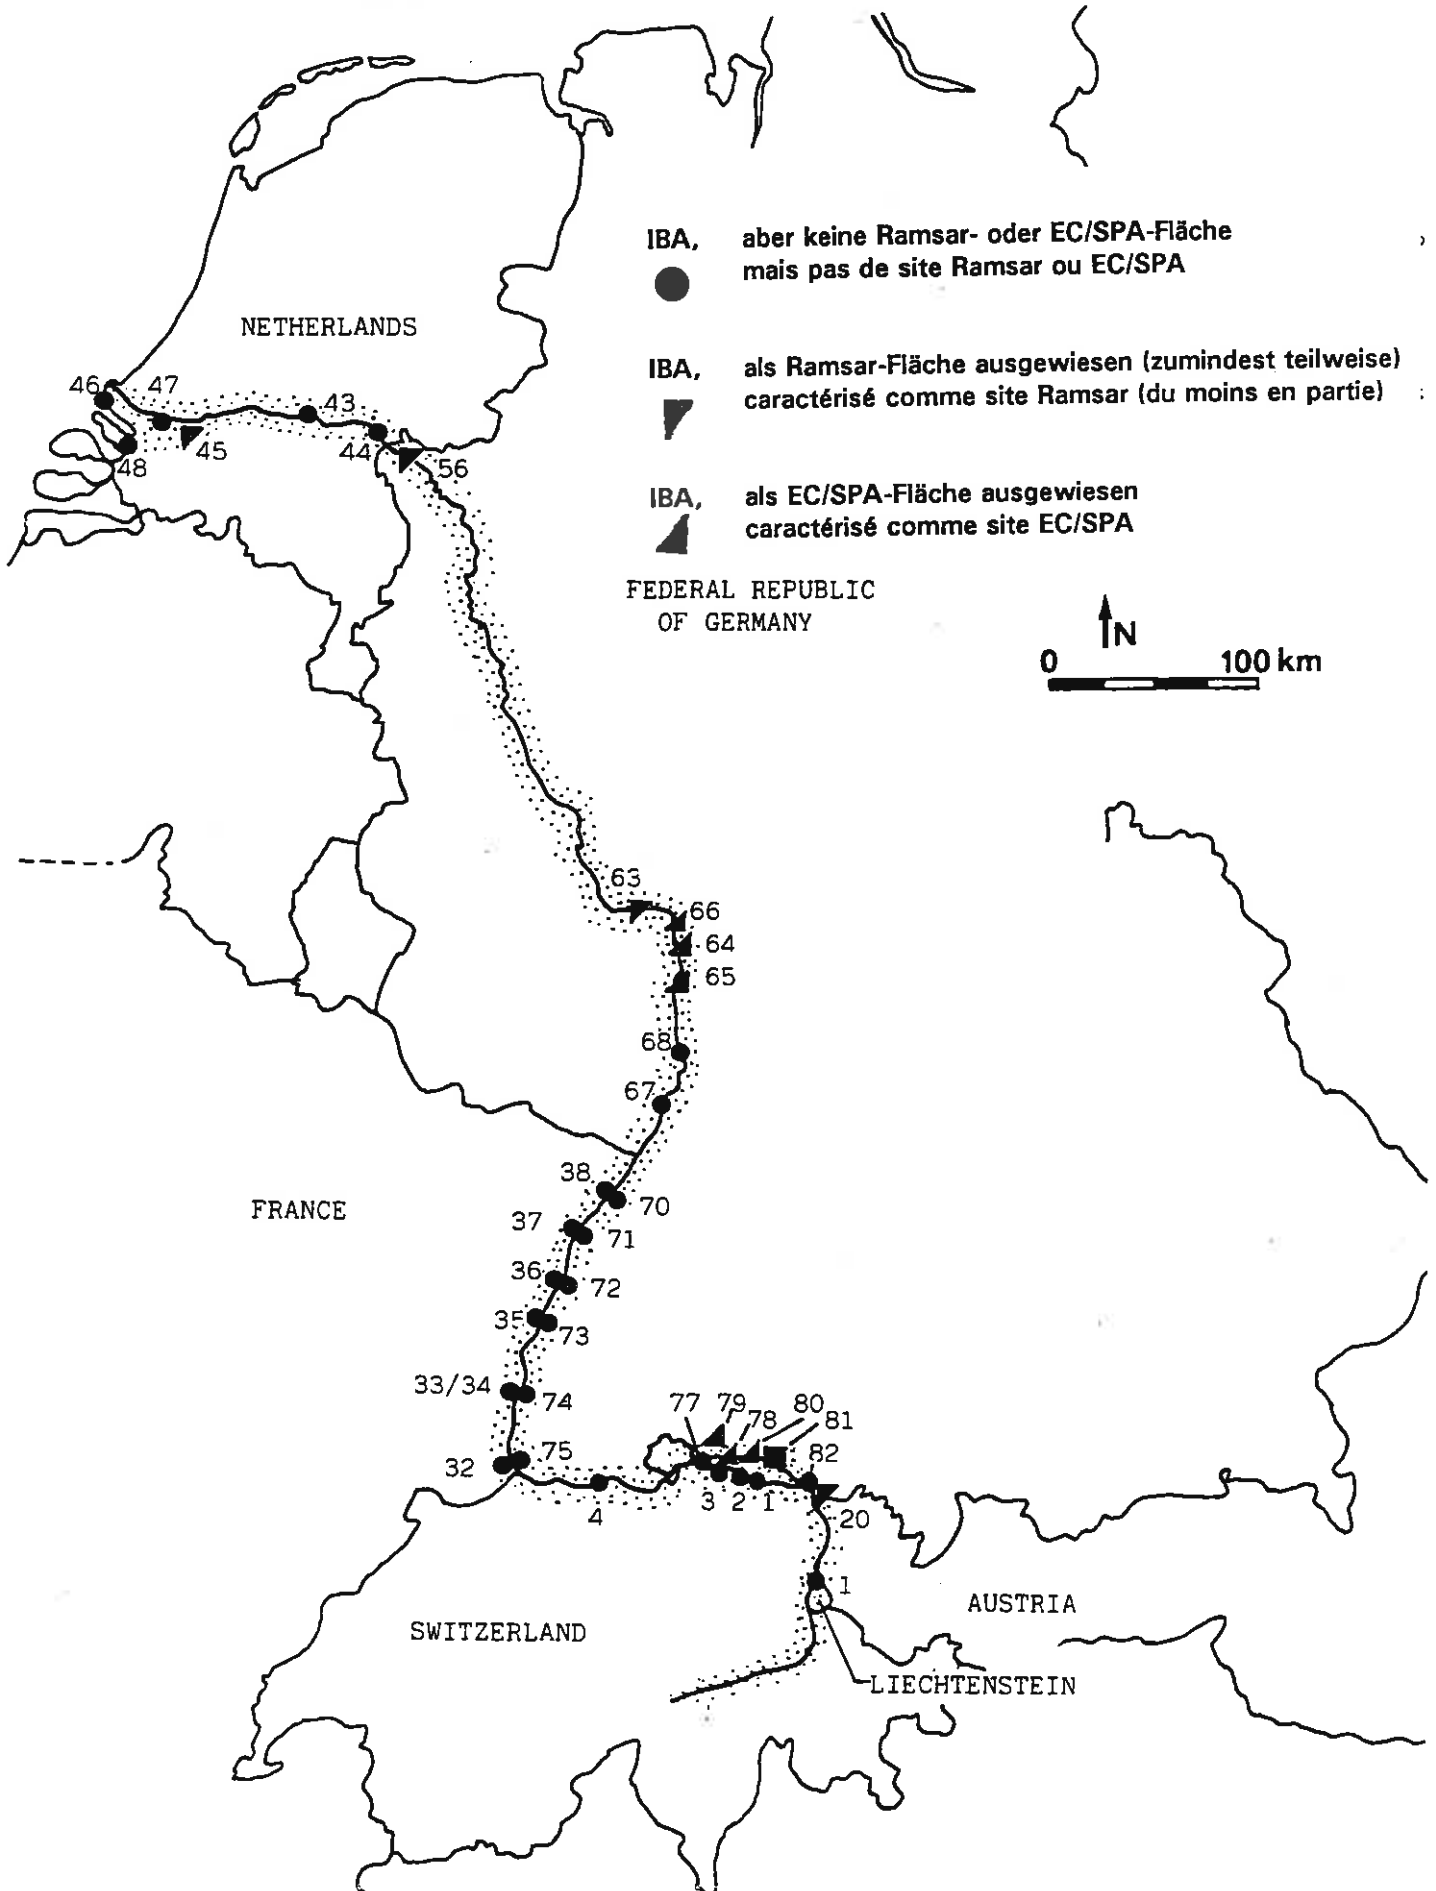 IBA, aber keine Ramsar- oder EC/SPA-Fläche
mais pas de site Ramsar ou EC/SPA
NETHERLANDS
IBA, als Ramsar-Fläche ausgewiesen (zumindest teilweise)
caractérisé comme site Ramsar (du moins en partie)
46 47
43
45
44
48
56
IBA, als EC/SPA-Fläche ausgewiesen
caractérisé comme site EC/SPA
FEDERAL REPUBLIC
OF GERMANY
N
0 100 km
63
66
64
65
68
67
38
70
FRANCE
37
71
36
72
35
73
33/34
74
77 79 78 80 81
82
75
32
4
3 2 1
20
1
AUSTRIA
SWITZERLAND
LIECHTENSTEIN